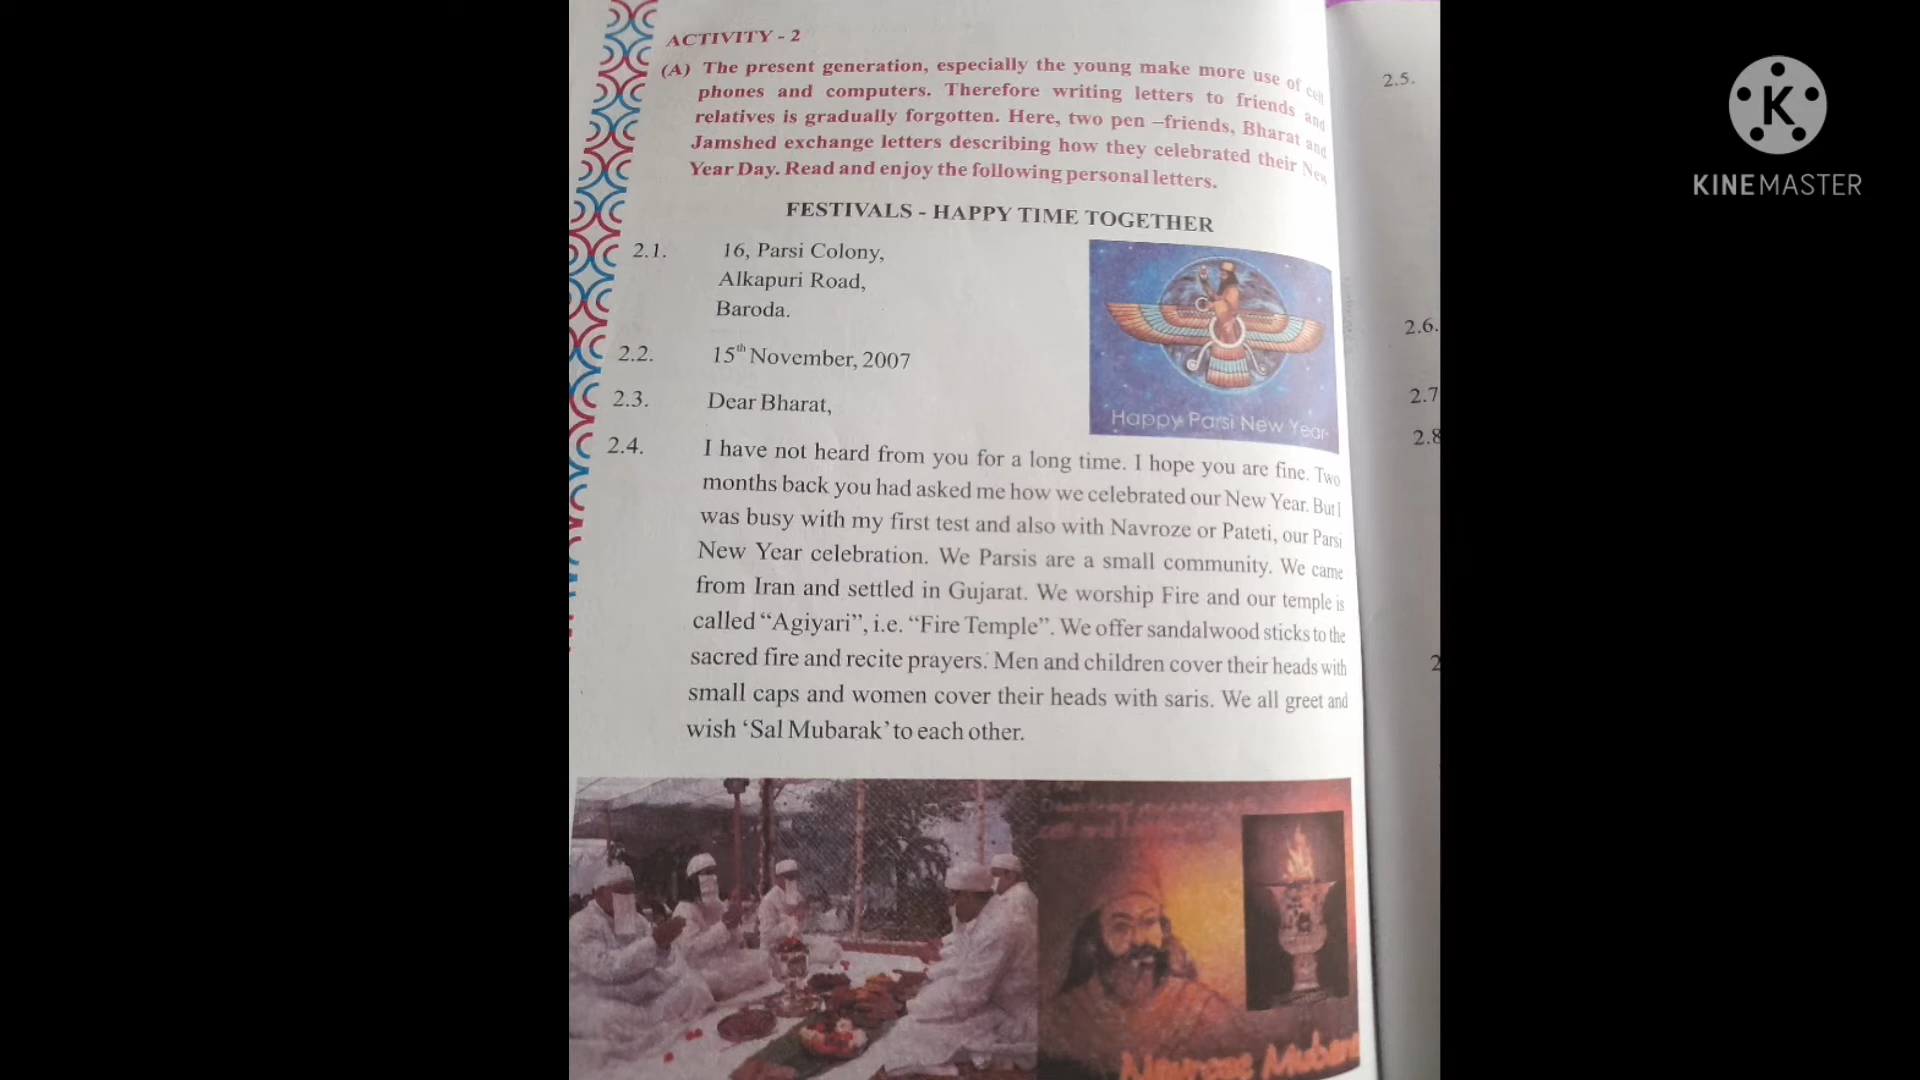 ACTIVITY - 2
(A) The present generation, especially the young make more use of cell
phones and computers. Therefore writing letters to friends and
relatives is gradually forgotten. Here, two pen –friends, Bharat and
Jamshed exchange letters describing how they celebrated their New
Year Day. Read and enjoy the following personal letters.
FESTIVALS - HAPPY TIME TOGETHER
2.1. 16, Parsi Colony,
Alkapuri Road,
Baroda.
2.2. 15th November, 2007
2.3. Dear Bharat,
Happy Parsi New Year
2.4. I have not heard from you for a long time. I hope you are fine. Two
months back you had asked me how we celebrated our New Year. But I
was busy with my first test and also with Navroze or Pateti, our Parsi
New Year celebration. We Parsis are a small community. We came
from Iran and settled in Gujarat. We worship Fire and our temple is
called “Agiyari”, i.e. “Fire Temple”. We offer sandalwood sticks to the
sacred fire and recite prayers. Men and children cover their heads with
small caps and women cover their heads with saris. We all greet and
wish ‘Sal Mubarak’ to each other.
2.5.
2.6.
2.7
2.8
2
K
KINEMASTER